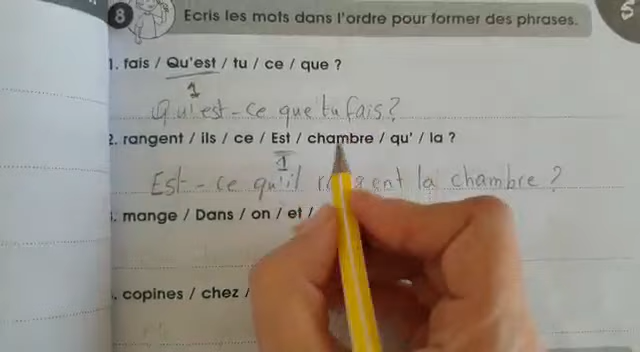 8 Ecris les mots dans l'ordre pour former des phrases.
5
1. fais / Qu'est / tu / ce / que ?
1
Qu'est-ce que tu fais?
2. rangent / ils / ce / Est / chambre / qu' / la ?
1
Est-ce qu'il la chambre ?
. mange / Dans / on / et /
. copines / chez /